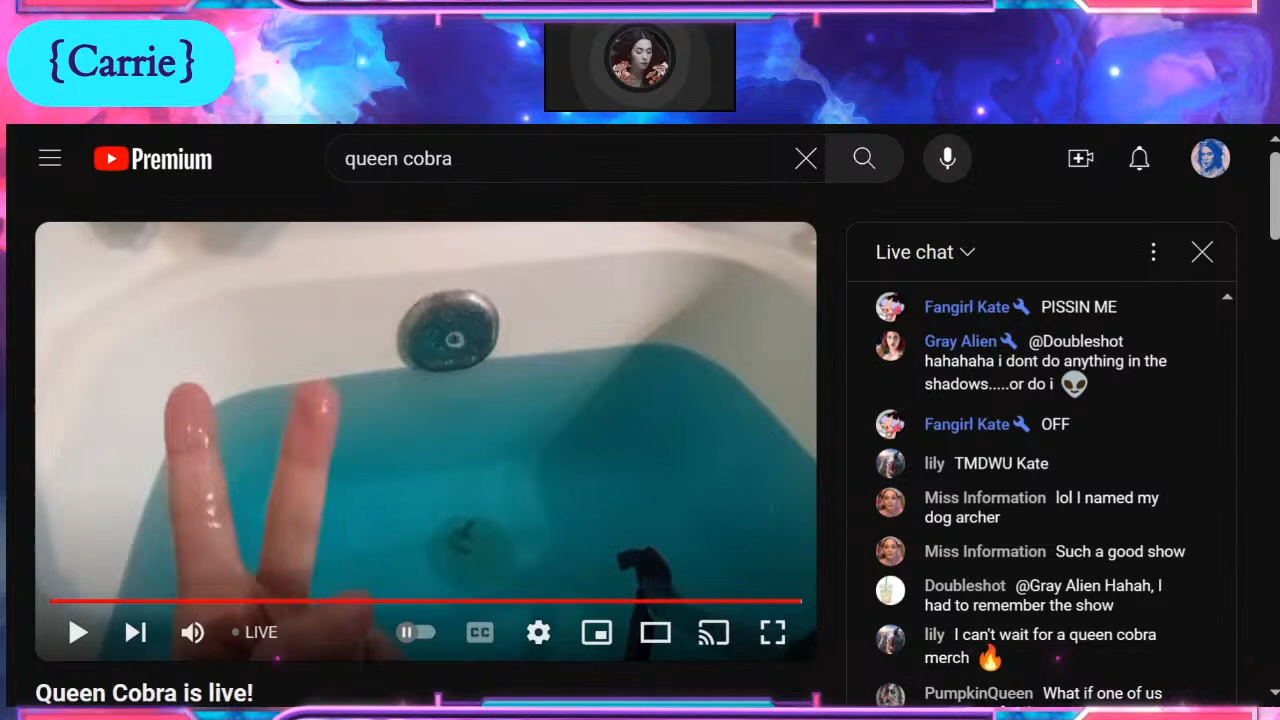 {Carrie}
Premium
queen cobra
Live chat
Fangirl Kate PISSIN ME
Gray Alien @Doubleshot
hahahaha i dont do anything in the
shadows.....or do i
Fangirl Kate OFF
lily TMDWU Kate
Miss Information lol I named my
dog archer
Miss Information Such a good show
Doubleshot @Gray Alien Hahah, I
had to remember the show
lily I can't wait for a queen cobra
merch
PumpkinQueen What if one of us
LIVE
CC
Queen Cobra is live!